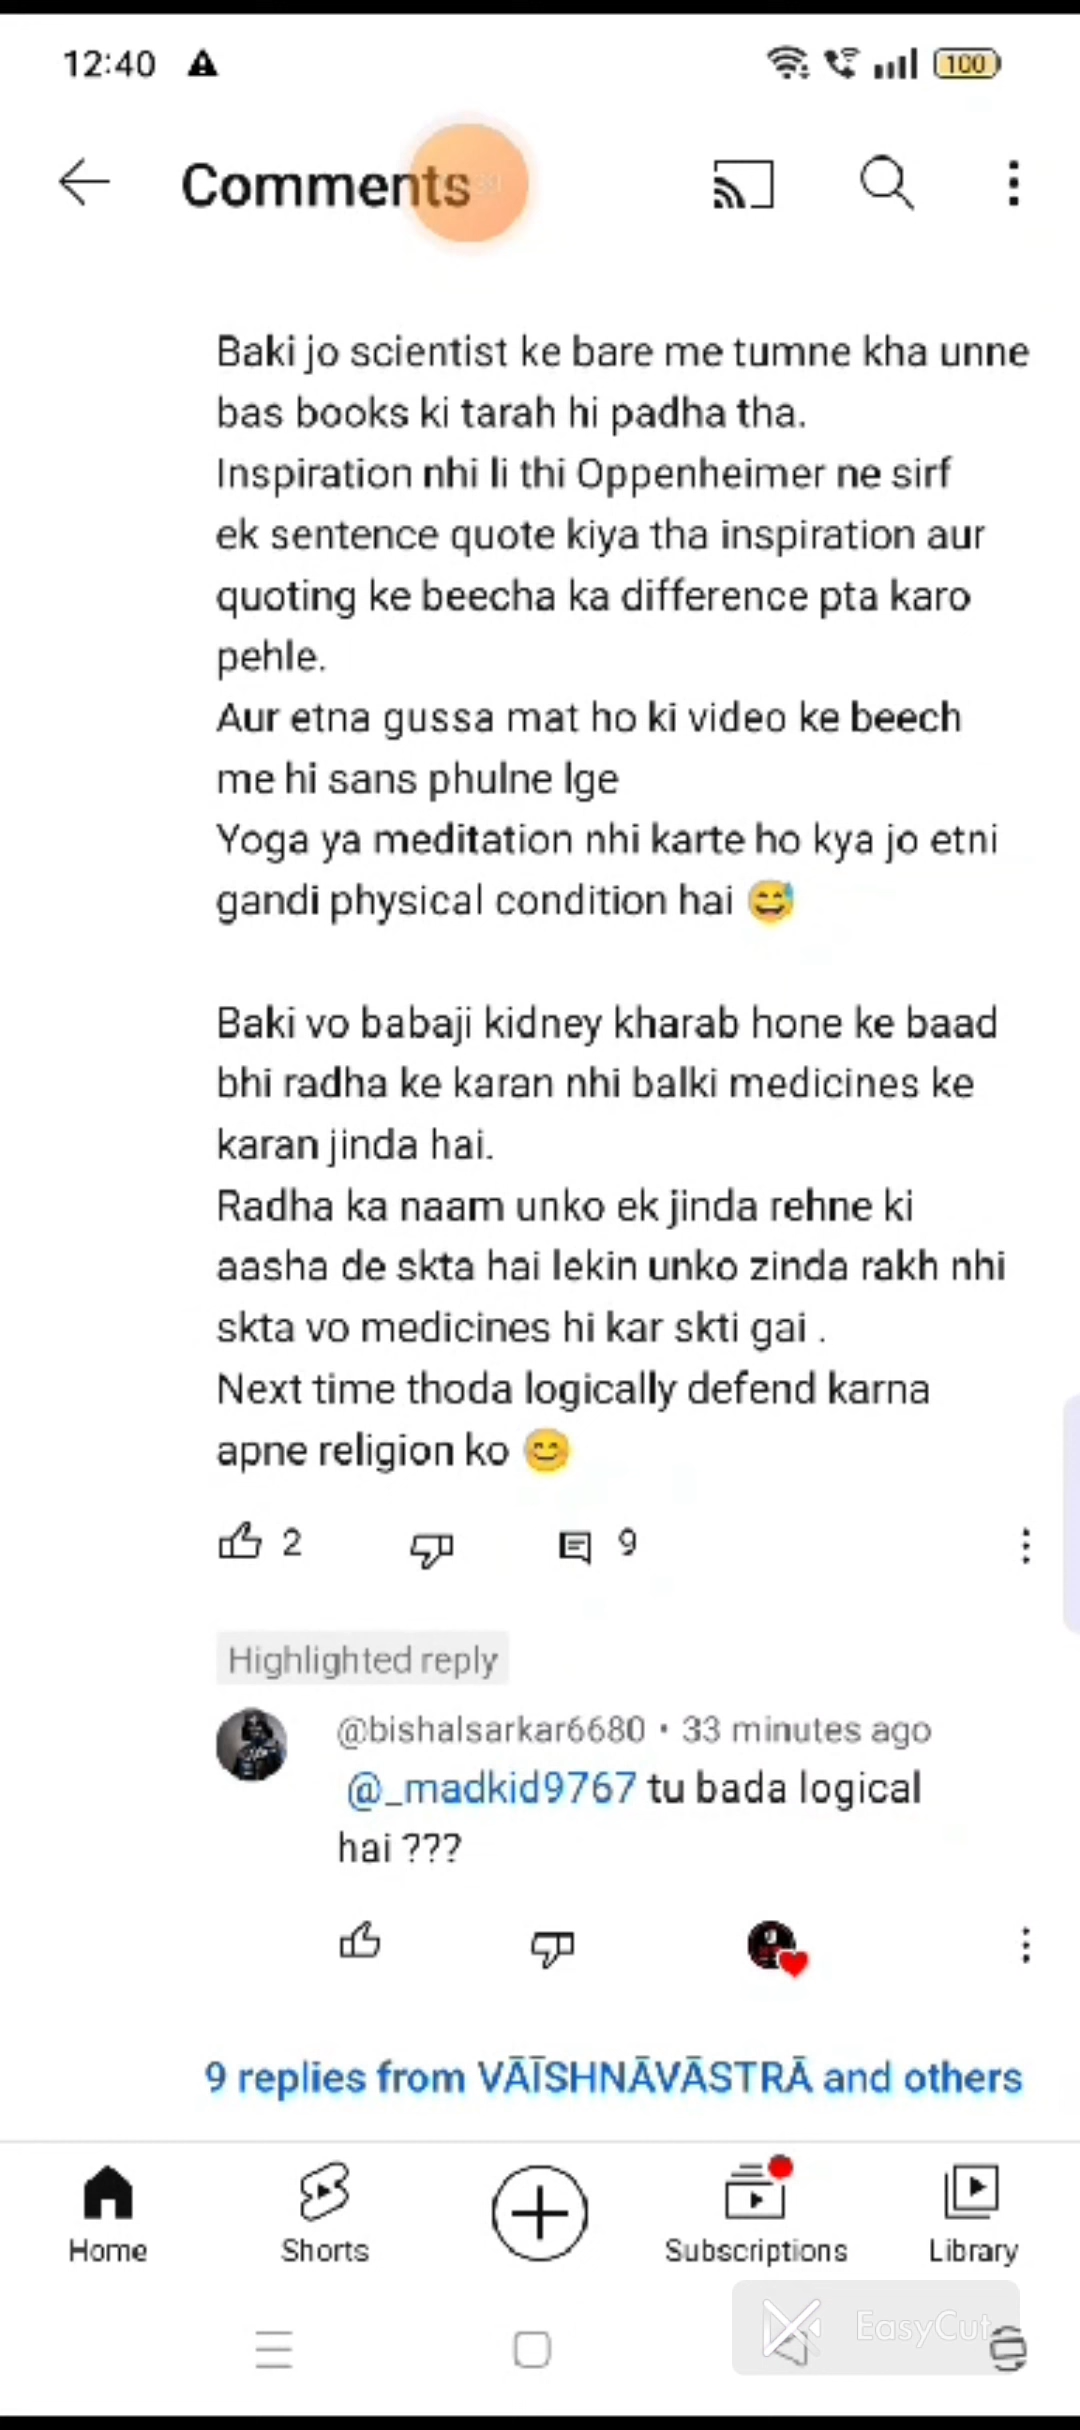 12:40
100
Comments
Baki jo scientist ke bare me tumne kha unne
bas books ki tarah hi padha tha.
Inspiration nhi li thi Oppenheimer ne sirf
ek sentence quote kiya tha inspiration aur
quoting ke beecha ka difference pta karo
pehle.
Aur etna gussa mat ho ki video ke beech
me hi sans phulne lge
Yoga ya meditation nhi karte ho kya jo etni
gandi physical condition hai 😅
Baki vo babaji kidney kharab hone ke baad
bhi radha ke karan nhi balki medicines ke
karan jinda hai.
Radha ka naam unko ek jinda rehne ki
aasha de skta hai lekin unko zinda rakh nhi
skta vo medicines hi kar skti gai .
Next time thoda logically defend karna
apne religion ko 😊
2 9
Highlighted reply
@bishalsarkar6680 • 33 minutes ago
@_madkid9767 tu bada logical
hai ???
9 replies from VĀĪSHNĀVĀSTRĀ and others
Home Shorts Subscriptions Library
EasyCut